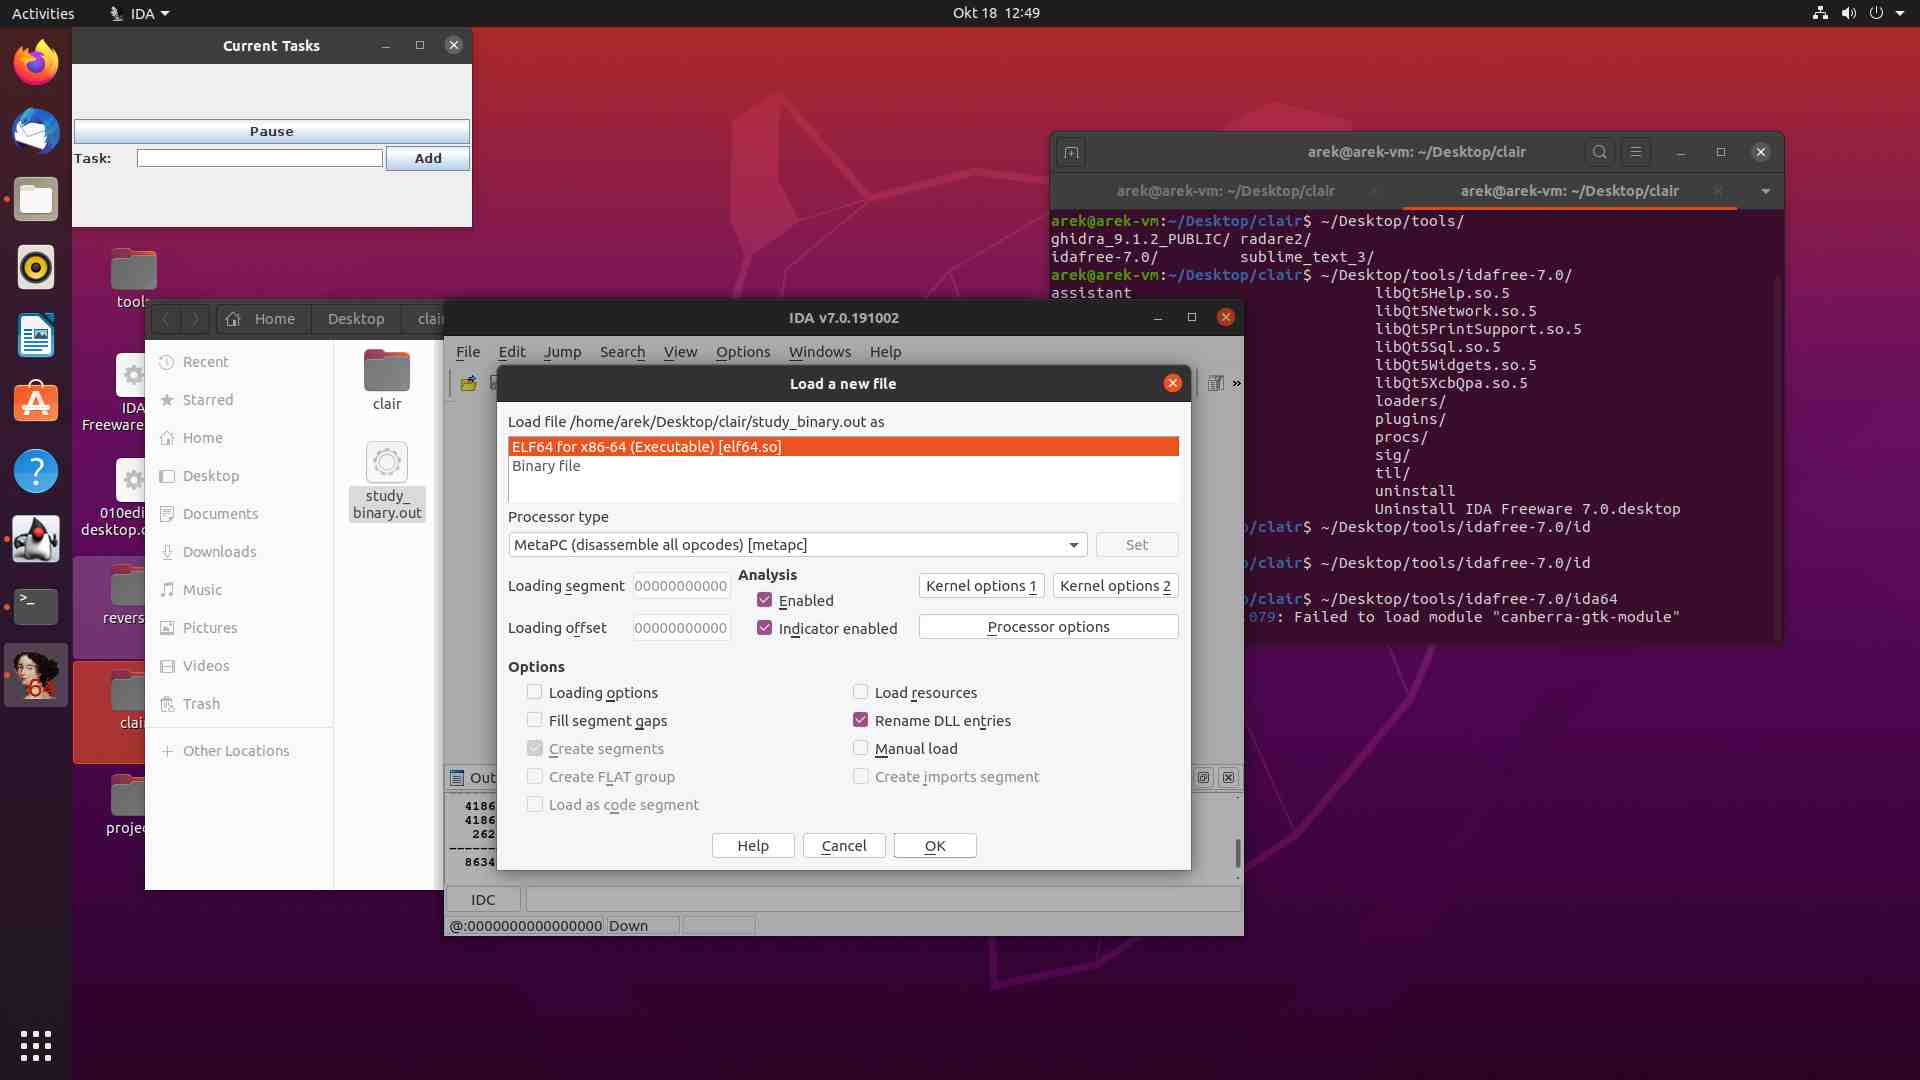 Activities
IDA
Okt 18 12:49
Current Tasks
Pause
Task:
Add
tools
IDA
Freeware
010edi
desktop.c
revers
clai
proje
Home
Desktop
clai
Recent
Starred
Home
Desktop
Documents
Downloads
Music
Pictures
Videos
Trash
Other Locations
clair
study_
binary.out
IDA v7.0.191002
File
Edit
Jump
Search
View
Options
Windows
Help
Load a new file
Load file /home/arek/Desktop/clair/study_binary.out as
ELF64 for x86-64 (Executable) [elf64.so]
Binary file
Processor type
MetaPC (disassemble all opcodes) [metapc]
Set
Loading segment
00000000000
Analysis
Enabled
Kernel options 1
Kernel options 2
Loading offset
00000000000
Indicator enabled
Processor options
Options
Loading options
Load resources
Fill segment gaps
Rename DLL entries
Create segments
Manual load
Create FLAT group
Create imports segment
Load as code segment
Help
Cancel
OK
Out
4186
4186
262
8634
IDC
@:0000000000000000
Down
arek@arek-vm: ~/Desktop/clair
arek@arek-vm: ~/Desktop/clair
arek@arek-vm: ~/Desktop/clair
arek@arek-vm:~/Desktop/clair$ ~/Desktop/tools/
ghidra_9.1.2_PUBLIC/ radare2/
idafree-7.0/ sublime_text_3/
arek@arek-vm:~/Desktop/clair$ ~/Desktop/tools/idafree-7.0/
assistant libQt5Help.so.5
libQt5Network.so.5
libQt5PrintSupport.so.5
libQt5Sql.so.5
libQt5Widgets.so.5
libQt5XcbQpa.so.5
loaders/
plugins/
procs/
sig/
til/
uninstall
Uninstall IDA Freeware 7.0.desktop
/clair$ ~/Desktop/tools/idafree-7.0/id
/clair$ ~/Desktop/tools/idafree-7.0/id
/clair$ ~/Desktop/tools/idafree-7.0/ida64
079: Failed to load module "canberra-gtk-module"